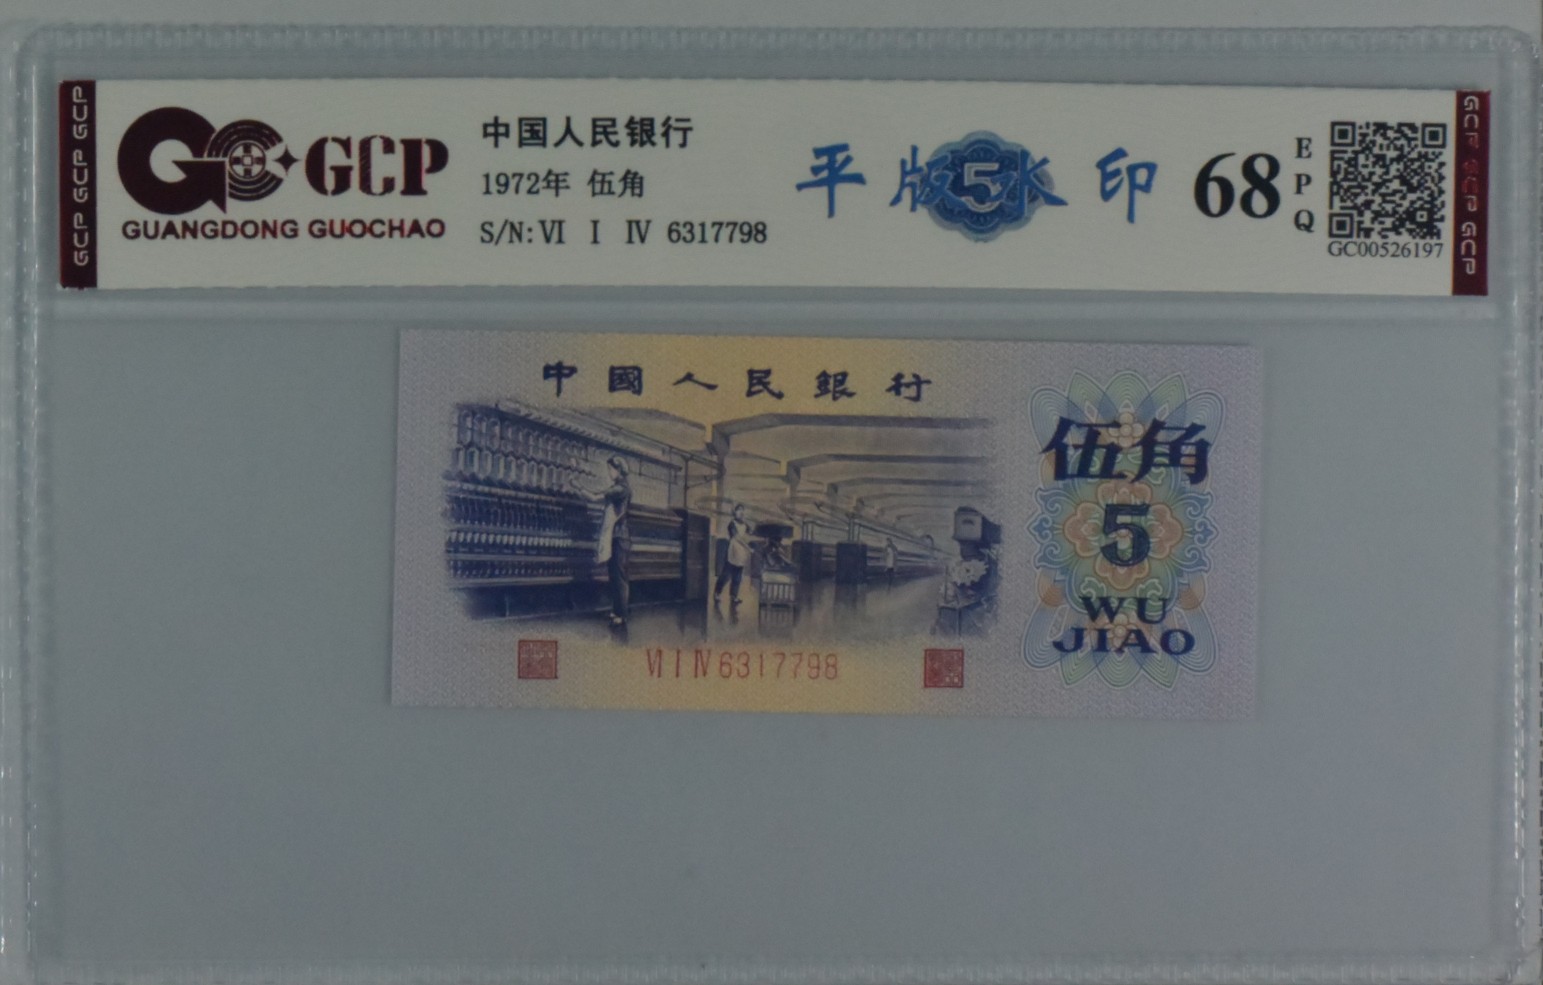 GCP GCP GCP
GCP
GUANGDONG GUOCHAO
中国人民银行
1972年 伍角
S/N: VI I IV 6317798
平版5水印
68
EPQ
GC00526197
GCP GCP GCP
中國人民銀行
伍角
5
WU
JIAO
VI I IV 6317798